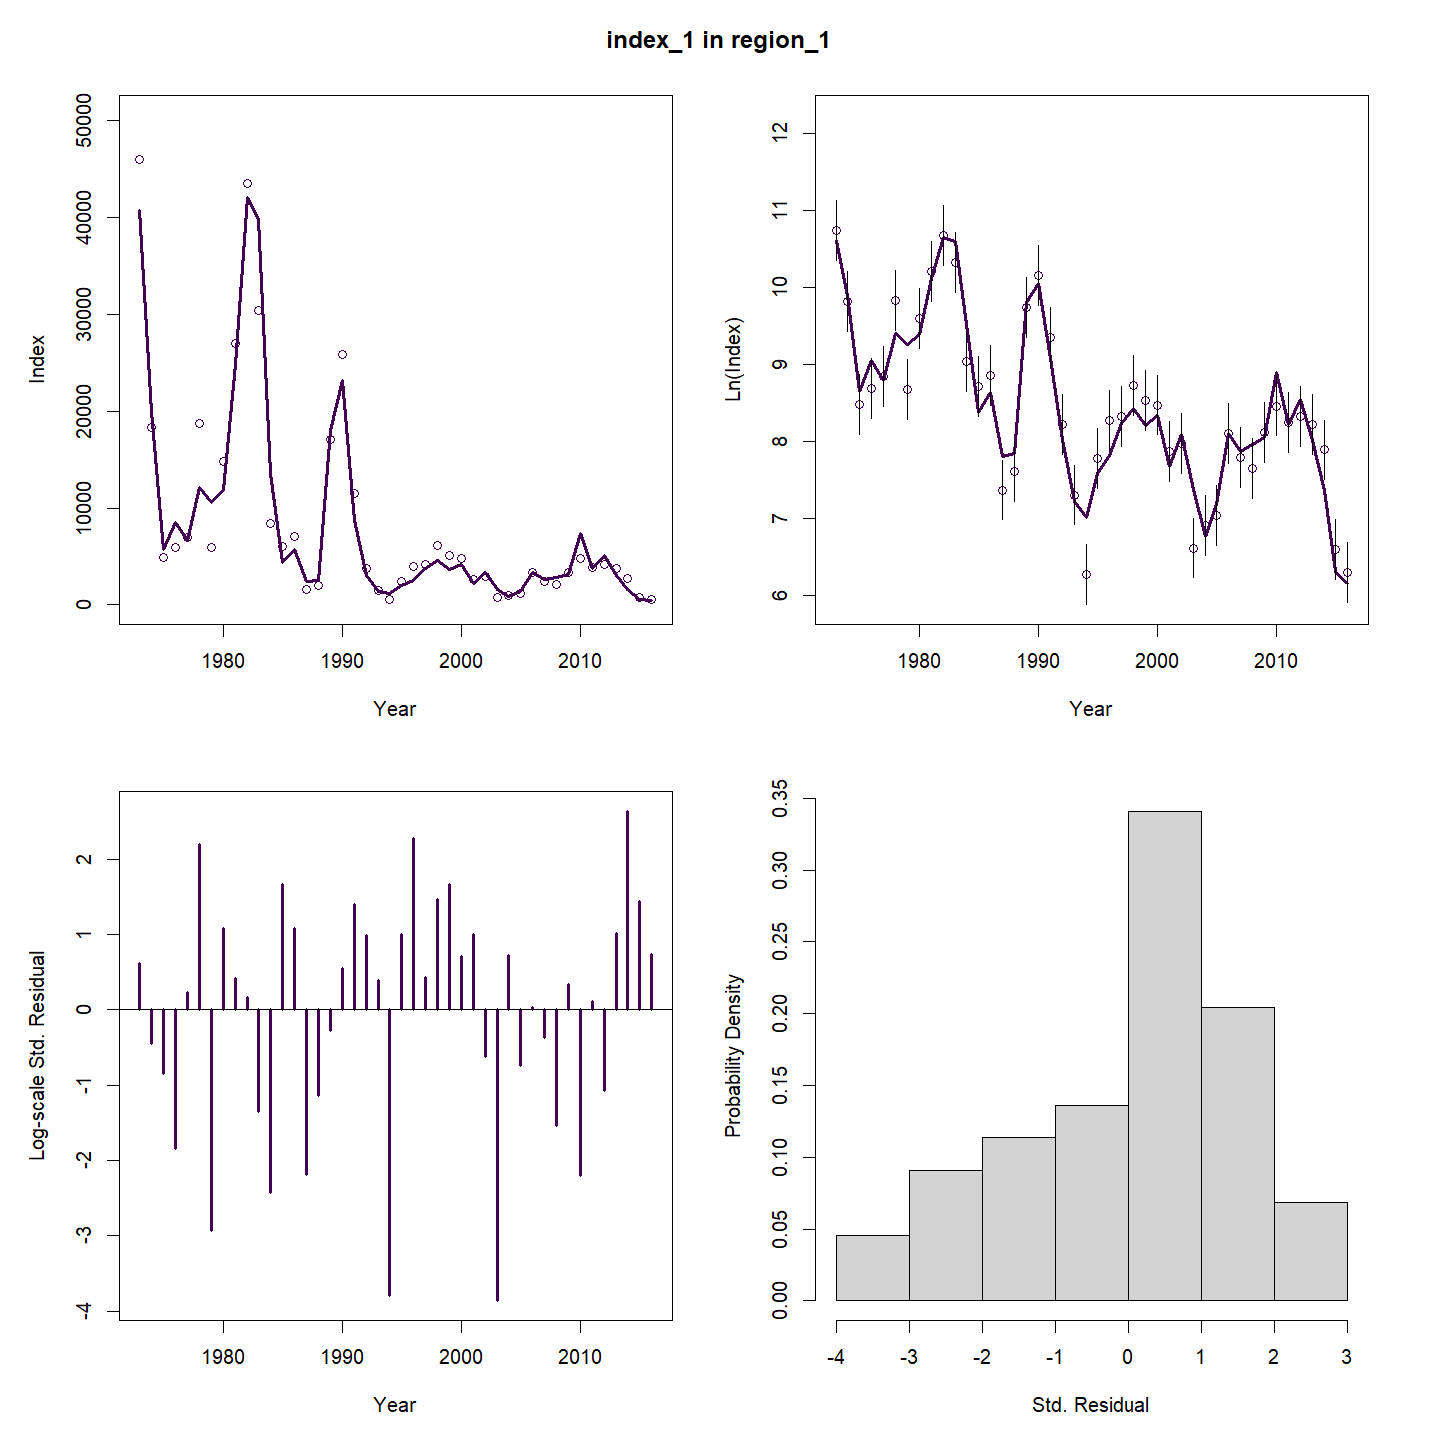 index_1 in region_1
50000
40000
30000
20000
10000
0
Index
1980 1990 2000 2010
Year
12
11
10
9
8
7
6
Ln(Index)
1980 1990 2000 2010
Year
2
1
0
-1
-2
-3
-4
Log-scale Std. Residual
1980 1990 2000 2010
Year
0.35
0.30
0.25
0.20
0.15
0.10
0.05
0.00
Probability Density
-4 -3 -2 -1 0 1 2 3
Std. Residual